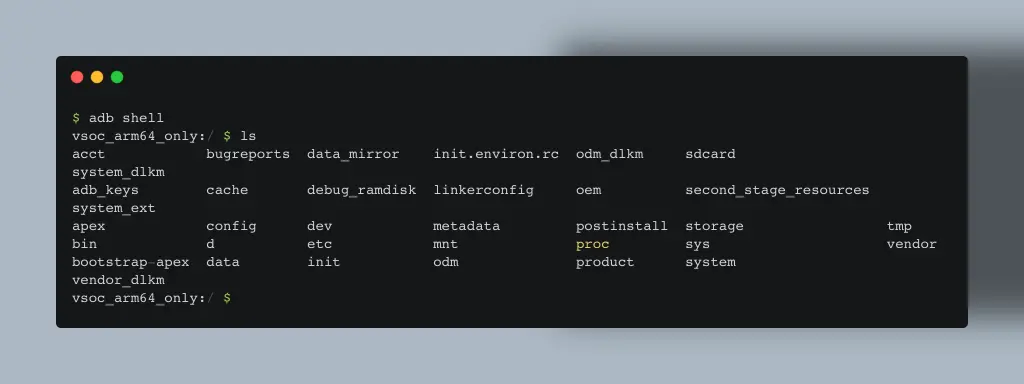 $ adb shell
vsoc_arm64_only:/ $ ls
acct bugreports data_mirror init.environ.rc odm_dlkm sdcard
system_dlkm
adb_keys cache debug_ramdisk linkerconfig oem second_stage_resources
system_ext
apex config dev metadata postinstall storage tmp
bin d etc mnt proc sys vendor
bootstrap-apex data init odm product system
vendor_dlkm
vsoc_arm64_only:/ $